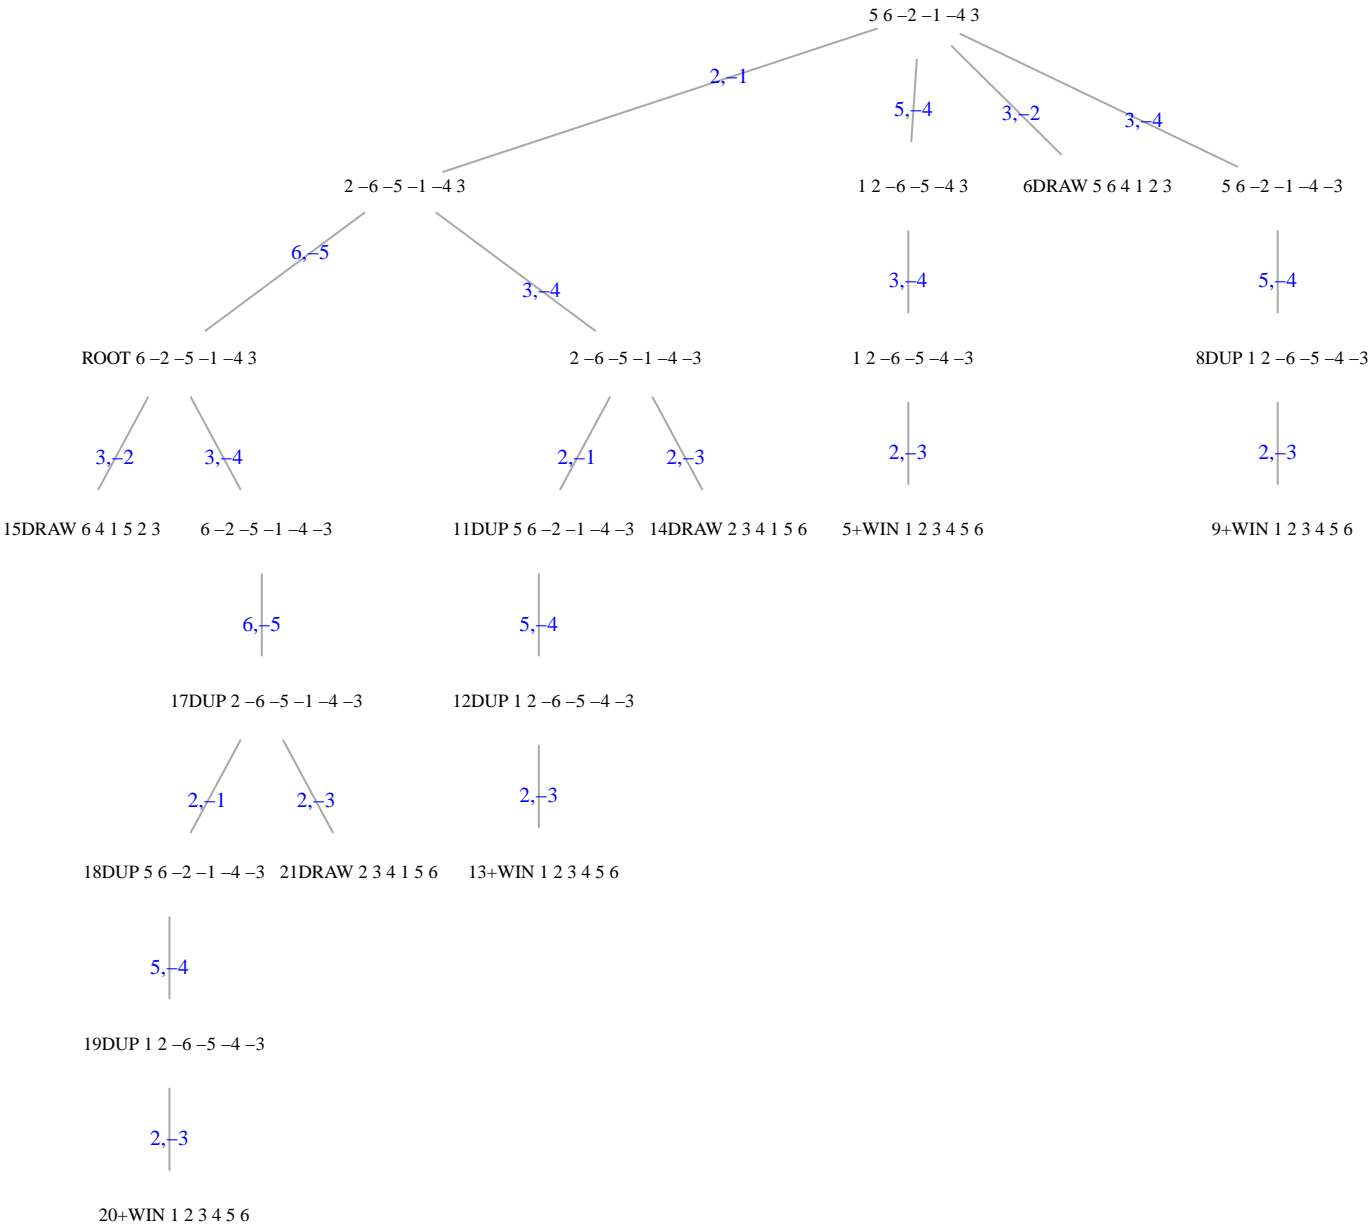 5 6 –2 –1 –4 3
2,–1
5,–4
3,–2
3,–4
2 –6 –5 –1 –4 3
1 2 –6 –5 –4 3
6DRAW 5 6 4 1 2 3
5 6 –2 –1 –4 –3
6,–5
3,–4
3,–4
5,–4
ROOT 6 –2 –5 –1 –4 3
2 –6 –5 –1 –4 –3
1 2 –6 –5 –4 –3
8DUP 1 2 –6 –5 –4 –3
3,–2
3,–4
2,–1
2,–3
2,–3
2,–3
15DRAW 6 4 1 5 2 3
6 –2 –5 –1 –4 –3
11DUP 5 6 –2 –1 –4 –3
14DRAW 2 3 4 1 5 6
5+WIN 1 2 3 4 5 6
9+WIN 1 2 3 4 5 6
6,–5
5,–4
17DUP 2 –6 –5 –1 –4 –3
12DUP 1 2 –6 –5 –4 –3
2,–1
2,–3
2,–3
18DUP 5 6 –2 –1 –4 –3
21DRAW 2 3 4 1 5 6
13+WIN 1 2 3 4 5 6
5,–4
19DUP 1 2 –6 –5 –4 –3
2,–3
20+WIN 1 2 3 4 5 6